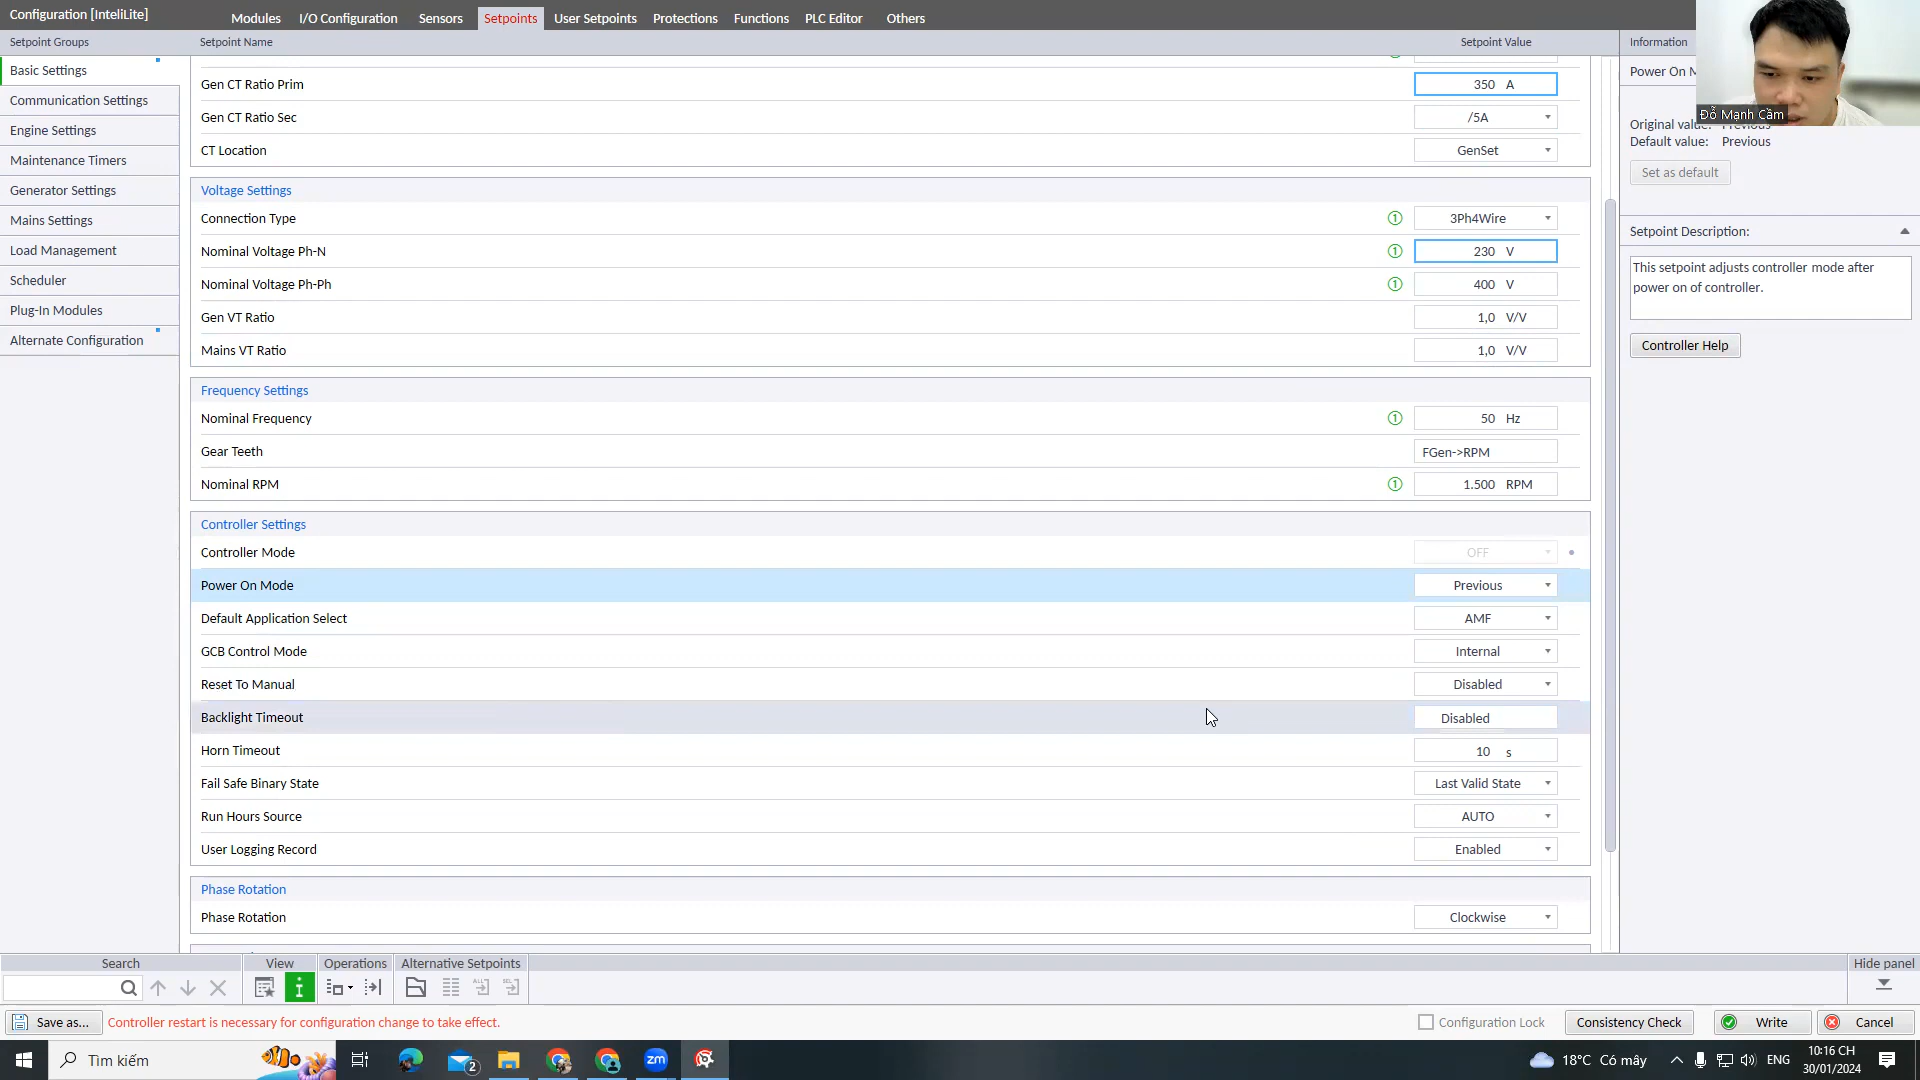 Configuration [InteliLite]
Modules I/O Configuration Sensors Setpoints User Setpoints Protections Functions PLC Editor Others
Setpoint Groups Setpoint Name Setpoint Value Information
Basic Settings
Communication Settings
Engine Settings
Maintenance Timers
Generator Settings
Mains Settings
Load Management
Scheduler
Plug-In Modules
Alternate Configuration
Gen CT Ratio Prim 350 A
Gen CT Ratio Sec /5A
CT Location GenSet
Voltage Settings
Connection Type 1 3Ph4Wire
Nominal Voltage Ph-N 1 230 V
Nominal Voltage Ph-Ph 1 400 V
Gen VT Ratio 1,0 V/V
Mains VT Ratio 1,0 V/V
Frequency Settings
Nominal Frequency 1 50 Hz
Gear Teeth FGen->RPM
Nominal RPM 1 1.500 RPM
Controller Settings
Controller Mode OFF
Power On Mode Previous
Default Application Select AMF
GCB Control Mode Internal
Reset To Manual Disabled
Backlight Timeout Disabled
Horn Timeout 10 s
Fail Safe Binary State Last Valid State
Run Hours Source AUTO
User Logging Record Enabled
Phase Rotation
Phase Rotation Clockwise
Power On M
Đỗ Mạnh Cầm
Original value: Previous
Default value: Previous
Set as default
Setpoint Description:
This setpoint adjusts controller mode after
power on of controller.
Controller Help
Search View Operations Alternative Setpoints Hide panel
Save as... Controller restart is necessary for configuration change to take effect. Configuration Lock Consistency Check Write Cancel
Tìm kiếm 2 zm 18°C Có mây ENG 10:16 CH
30/01/2024